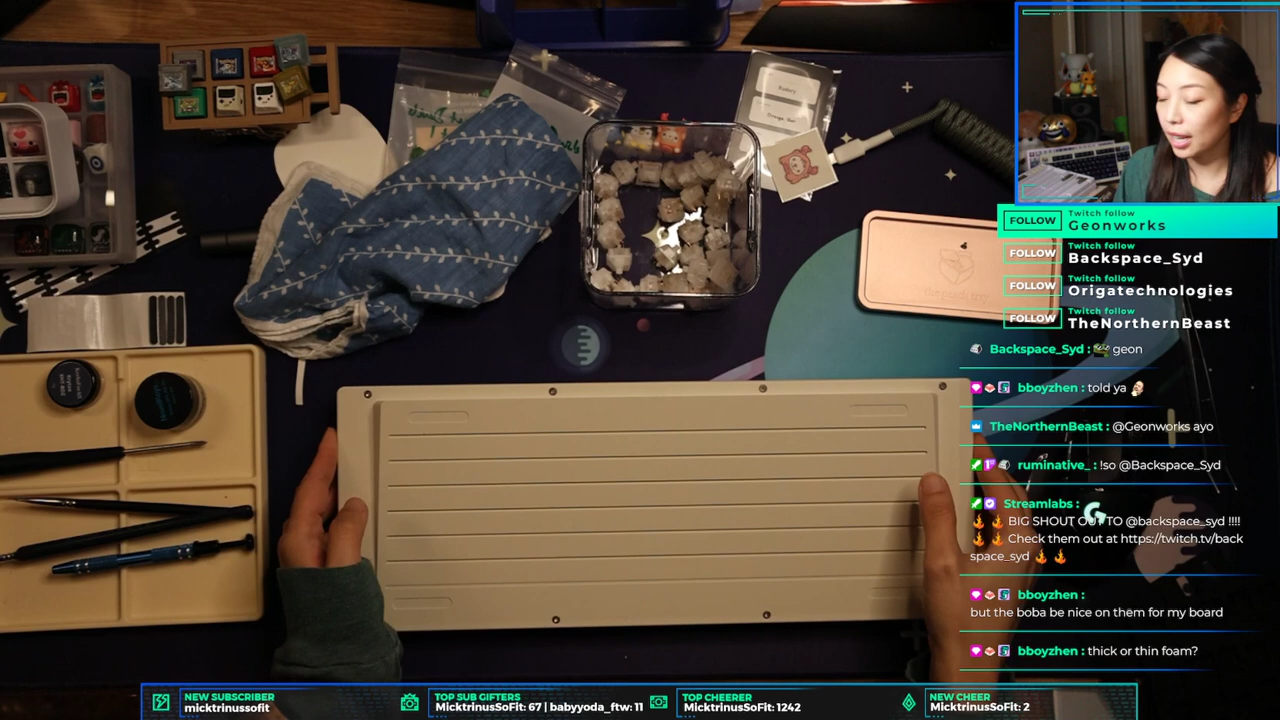 FOLLOW
Twitch follow
Geonworks
FOLLOW
Twitch follow
Backspace_Syd
FOLLOW
Twitch follow
Origatechnologies
FOLLOW
Twitch follow
TheNorthernBeast
Backspace_Syd : geon
bboyzhen : told ya
TheNorthernBeast : @Geonworks ayo
ruminative_ : !so @Backspace_Syd
Streamlabs :
BIG SHOUT OUT TO @backspace_syd !!!!
Check them out at https://twitch.tv/back
space_syd
bboyzhen :
but the boba be nice on them for my board
bboyzhen : thick or thin foam?
NEW SUBSCRIBER
micktrinussofit
TOP SUB GIFTERS
MicktrinusSoFit: 67 | babyyoda_ftw: 11
TOP CHEERER
MicktrinusSoFit: 1242
NEW CHEER
MicktrinusSoFit: 2